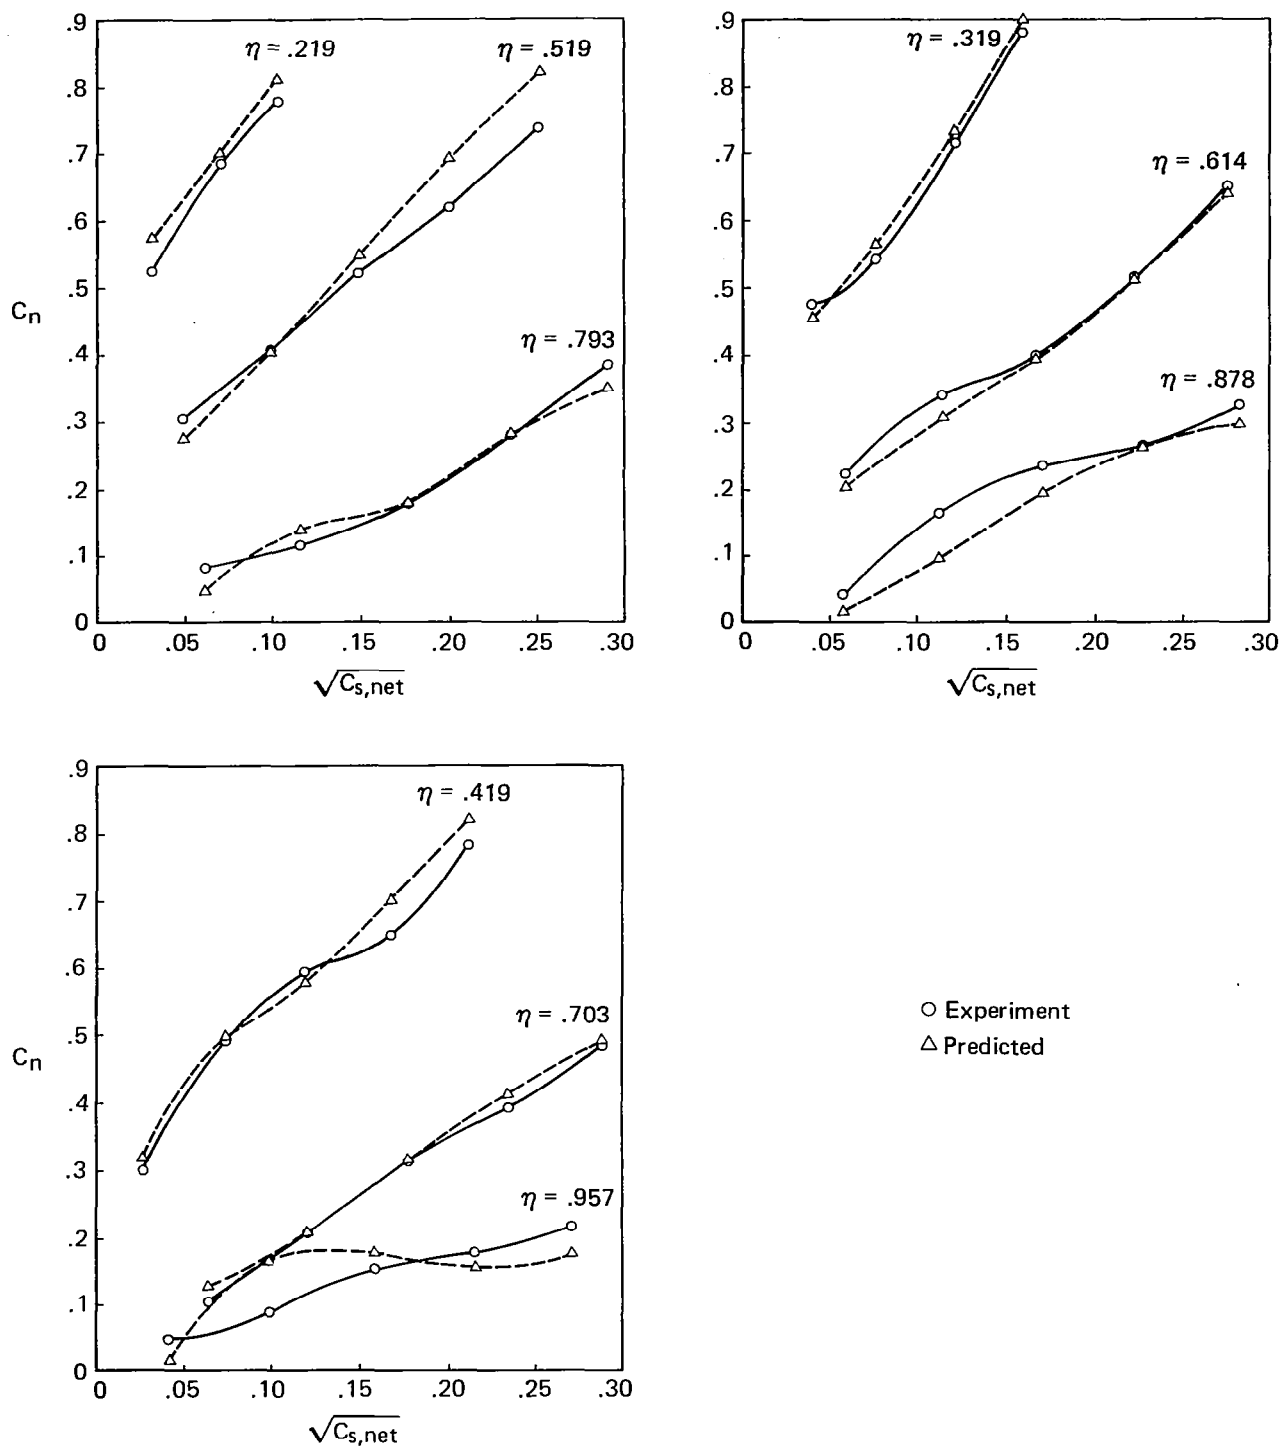 .9
η = .219
η = .519
.8
.7
.6
.5
Cn
.4
η = .793
.3
.2
.1
0
0 .05 .10 .15 .20 .25 .30
√Cs,net
.9
η = .319
.8
.7
η = .614
.6
.5
.4
η = .878
.3
.2
.1
0
0 .05 .10 .15 .20 .25 .30
√Cs,net
.9
η = .419
.8
.7
.6
.5
η = .703
Cn
.4
.3
η = .957
.2
.1
0
0 .05 .10 .15 .20 .25 .30
√Cs,net
○ Experiment
△ Predicted